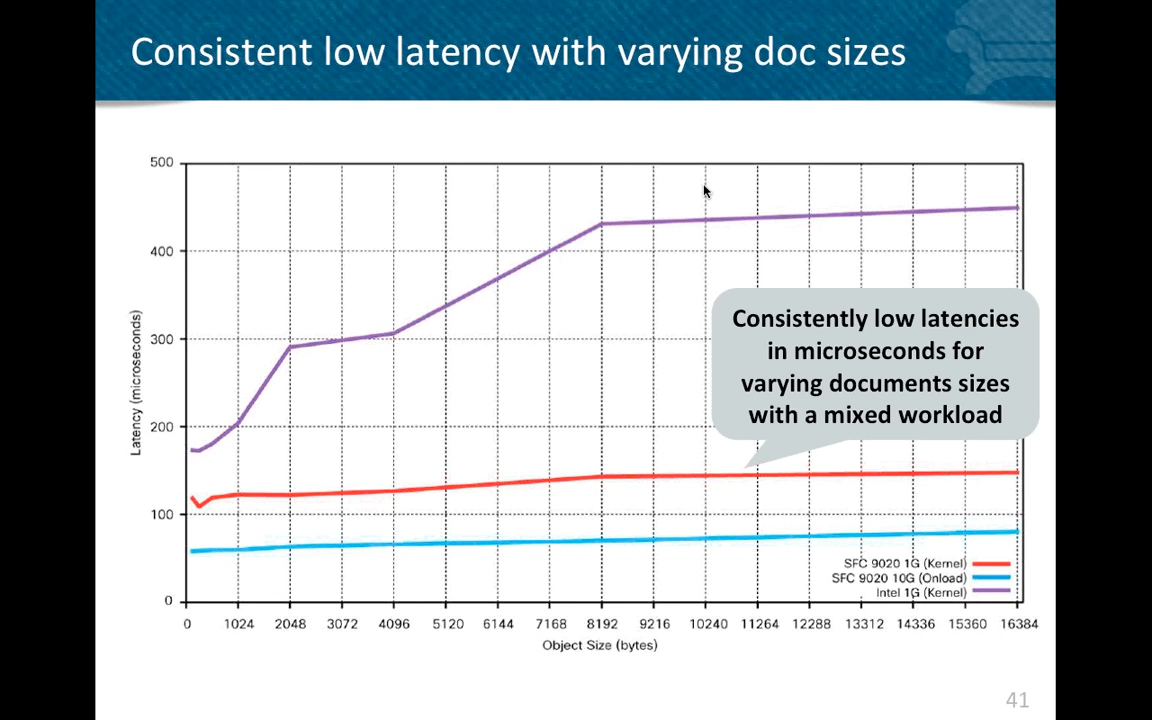 Consistent low latency with varying doc sizes
500
400
300
200
100
0
Latency (microseconds)
Consistently low latencies
in microseconds for
varying documents sizes
with a mixed workload
SFC 9020 1G (Kernel)
SFC 9020 10G (Onload)
Intel 1G (Kernel)
0 1024 2048 3072 4096 5120 6144 7168 8192 9216 10240 11264 12288 13312 14336 15360 16384
Object Size (bytes)
41